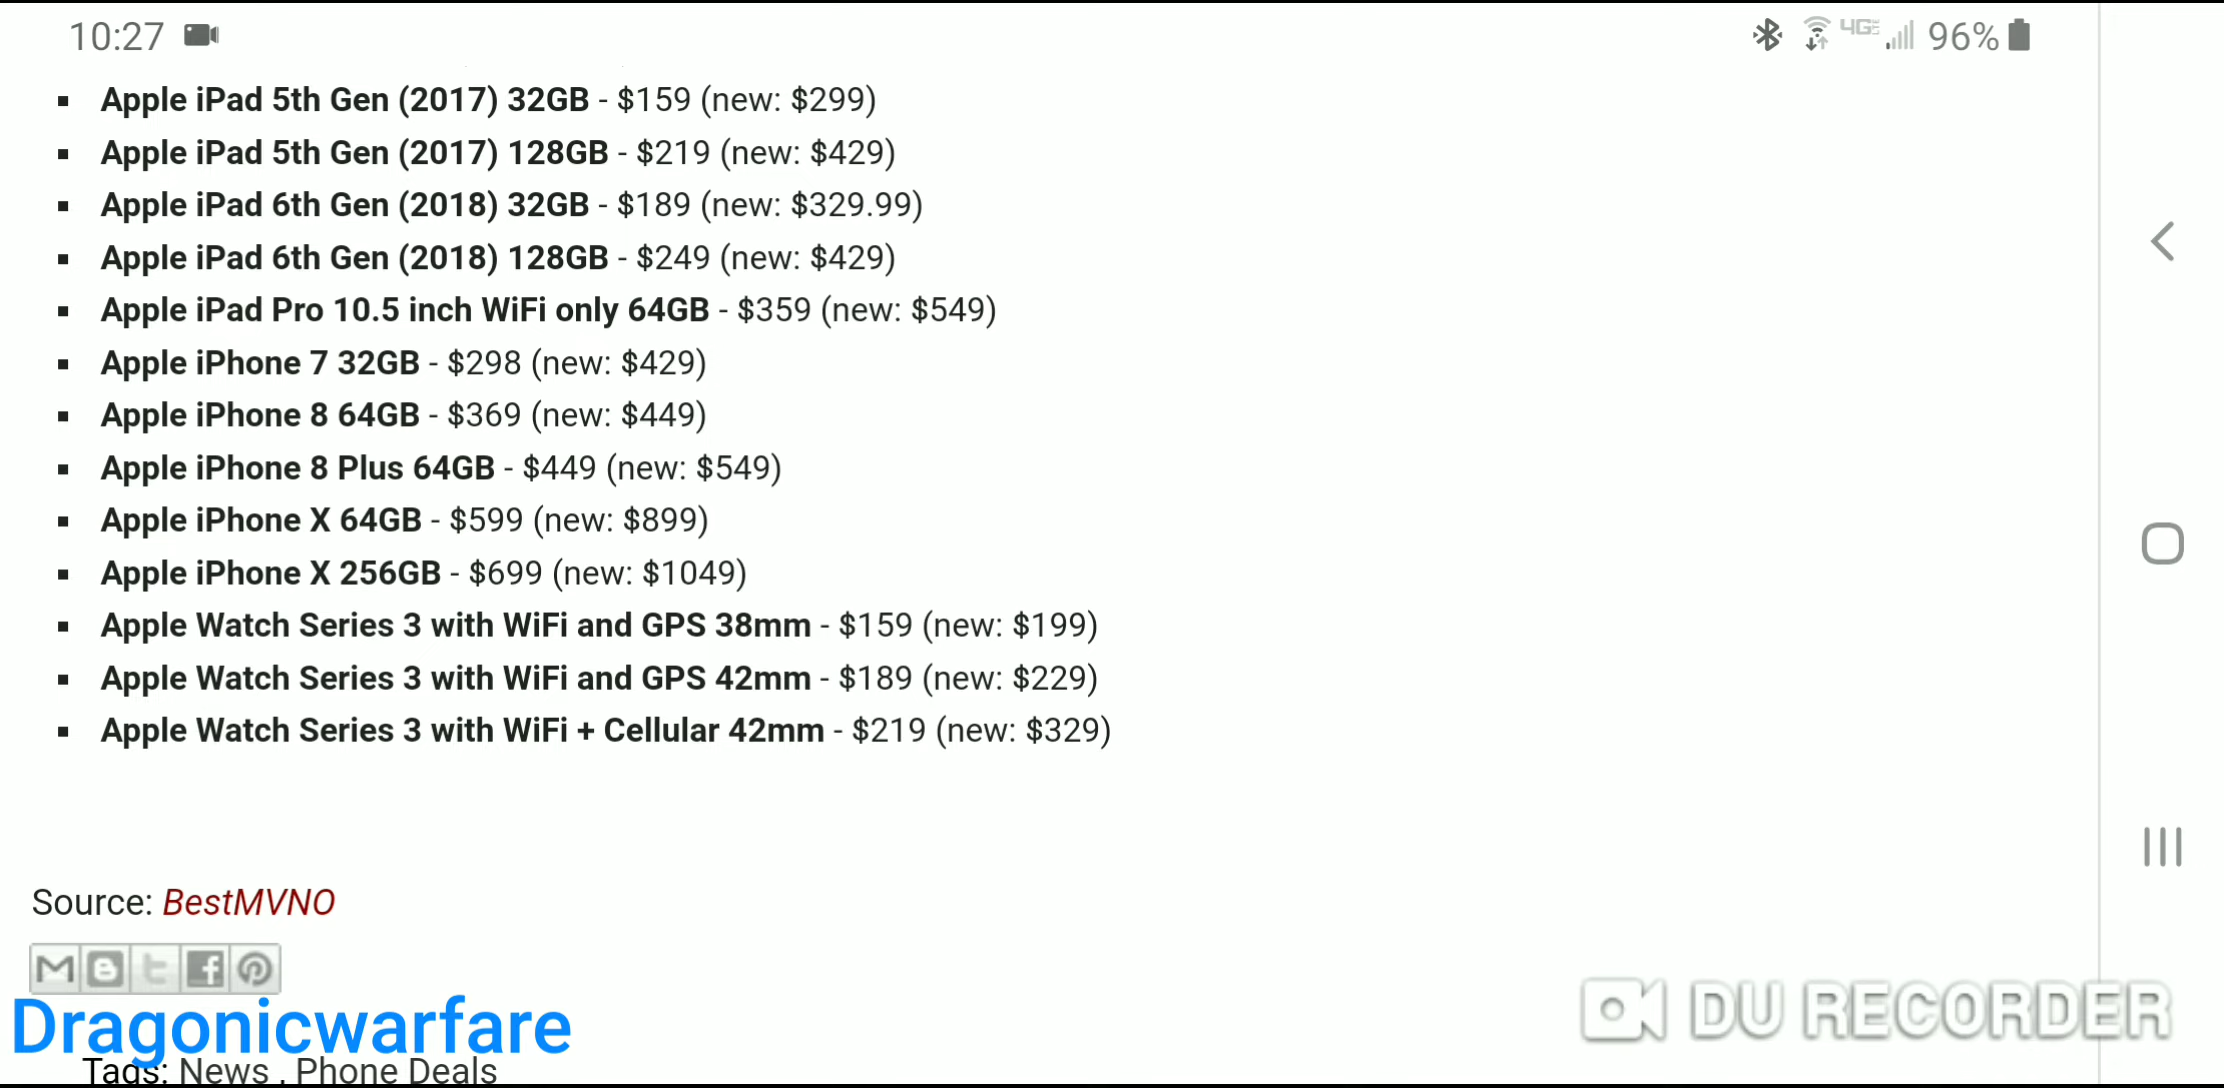 10:27 4GE 96%
Apple iPad 5th Gen (2017) 32GB - $159 (new: $299)
Apple iPad 5th Gen (2017) 128GB - $219 (new: $429)
Apple iPad 6th Gen (2018) 32GB - $189 (new: $329.99)
Apple iPad 6th Gen (2018) 128GB - $249 (new: $429)
Apple iPad Pro 10.5 inch WiFi only 64GB - $359 (new: $549)
Apple iPhone 7 32GB - $298 (new: $429)
Apple iPhone 8 64GB - $369 (new: $449)
Apple iPhone 8 Plus 64GB - $449 (new: $549)
Apple iPhone X 64GB - $599 (new: $899)
Apple iPhone X 256GB - $699 (new: $1049)
Apple Watch Series 3 with WiFi and GPS 38mm - $159 (new: $199)
Apple Watch Series 3 with WiFi and GPS 42mm - $189 (new: $229)
Apple Watch Series 3 with WiFi + Cellular 42mm - $219 (new: $329)
Source: BestMVNO
DU RECORDER
Dragonicwarfare
Tags: News , Phone Deals